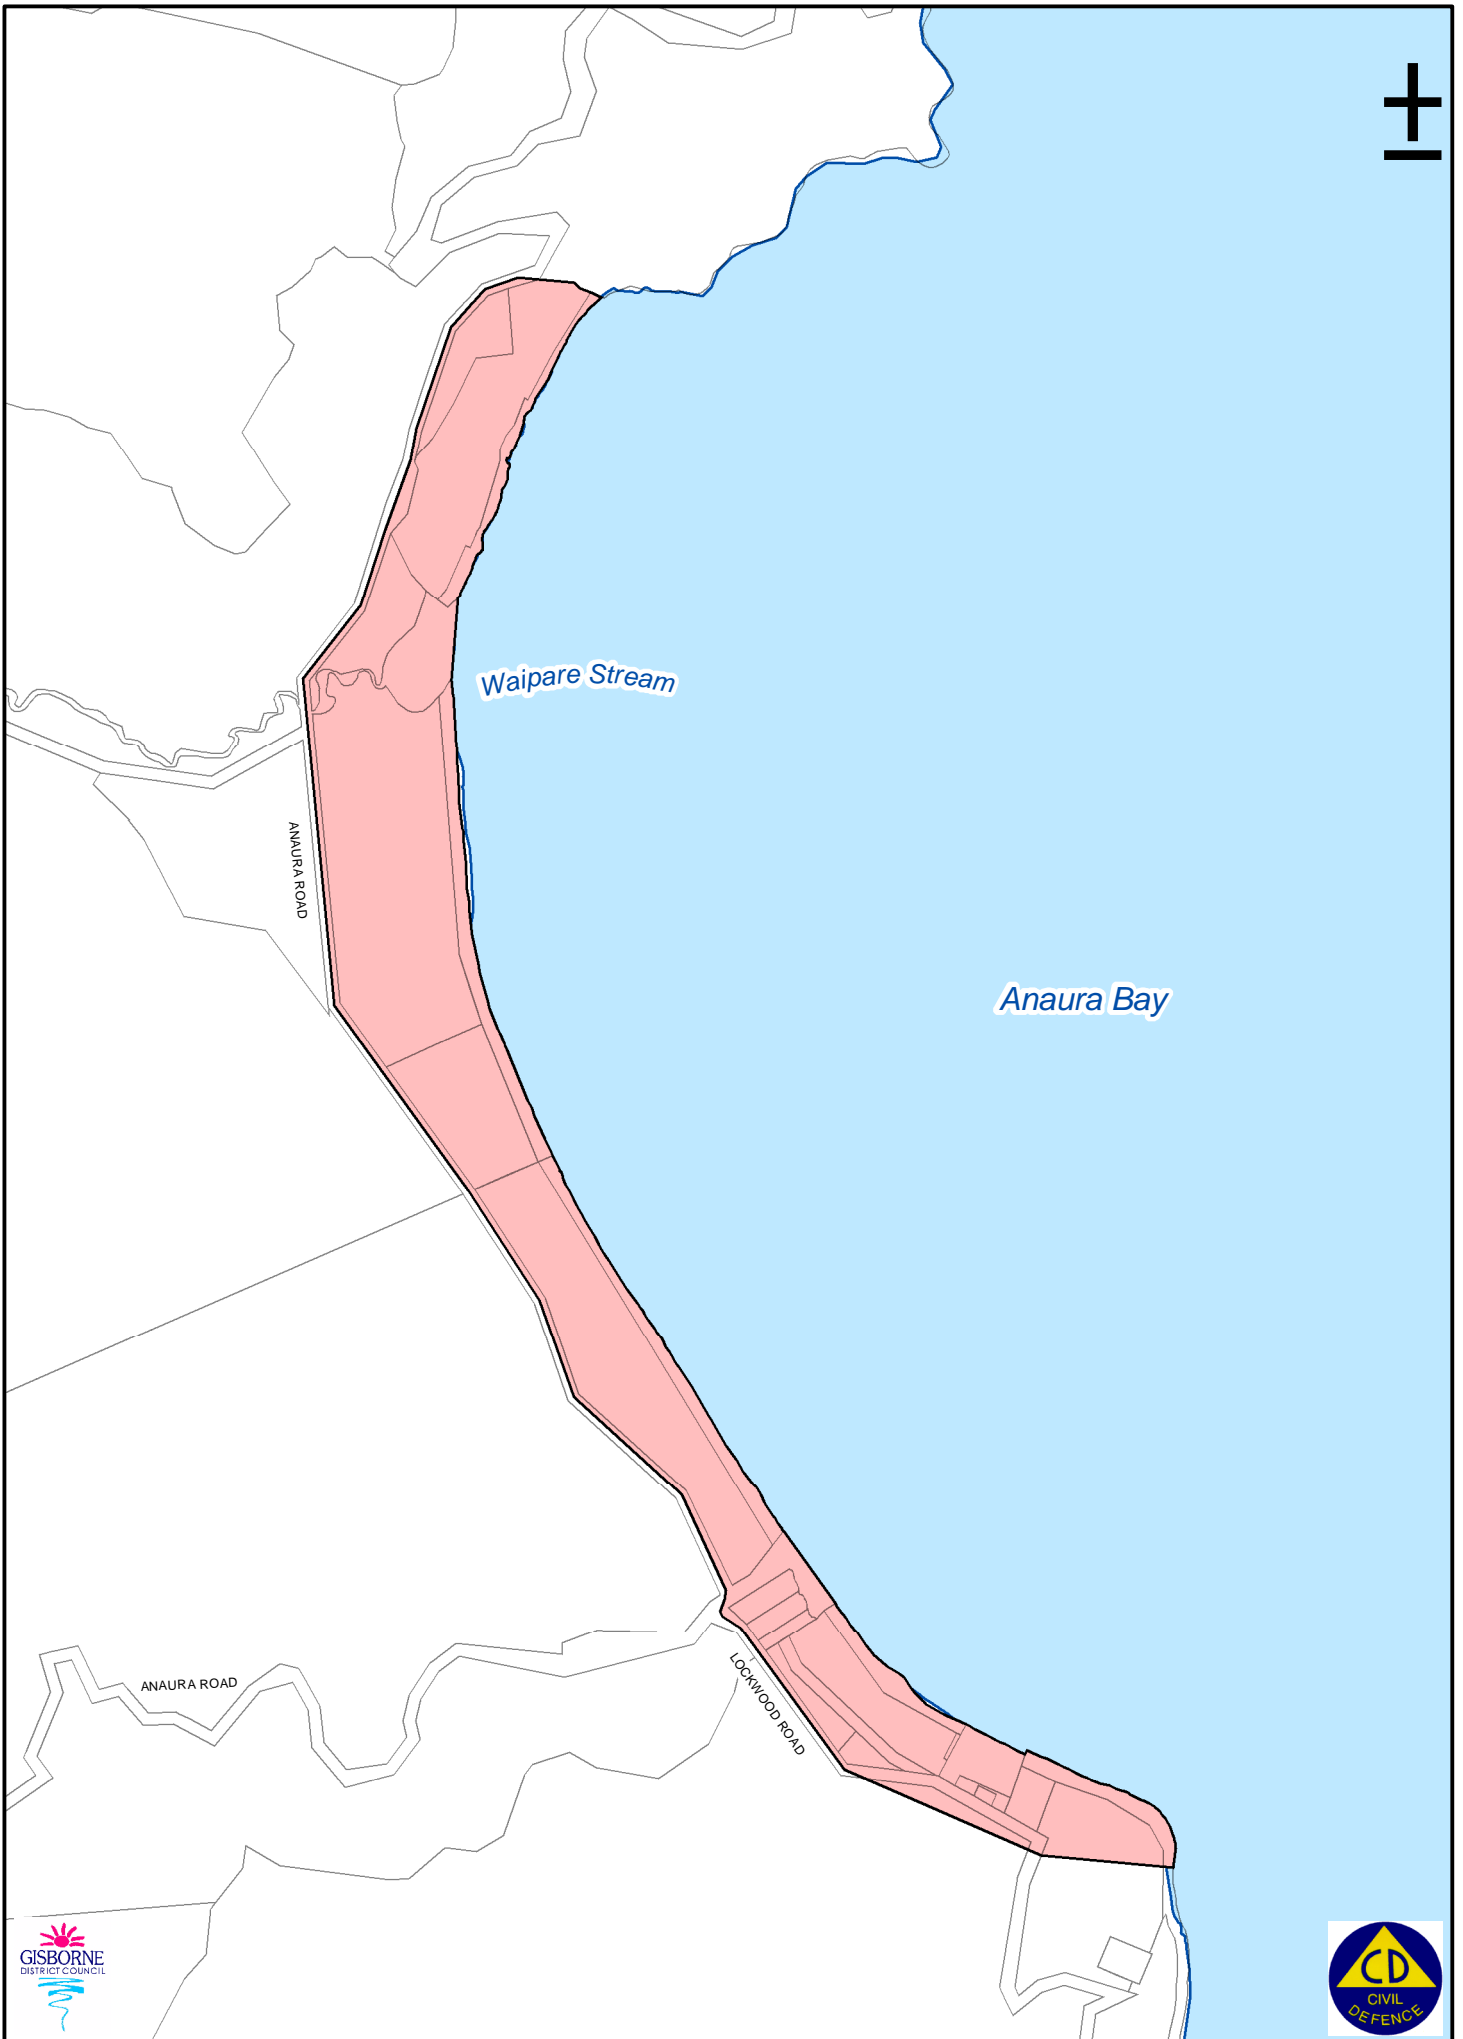 Waipare Stream
ANAURA ROAD
Anaura Bay
ANAURA ROAD
LOCKWOOD ROAD
GISBORNE
DISTRICT COUNCIL
CD
CIVIL
DEFENCE